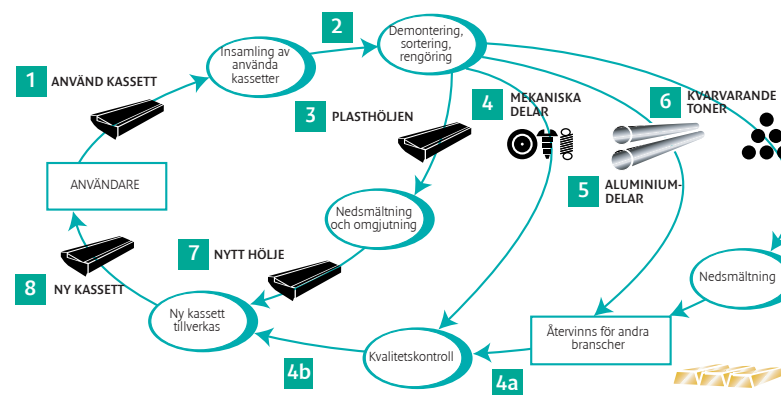 2
Demontering,
sortering,
rengöring
Insamling av
använda
kassetter
1
ANVÄND KASSETT
3
PLASTHÖLJEN
4
MEKANISKA
DELAR
6
KVARVARANDE
TONER
ANVÄNDARE
5
ALUMINIUM-
DELAR
Nedsmältning
och omgjutning
7
NYTT HÖLJE
8
NY KASSETT
Nedsmältning
Ny kassett
tillverkas
Kvalitetskontroll
Återvinns för andra
branscher
4b
4a